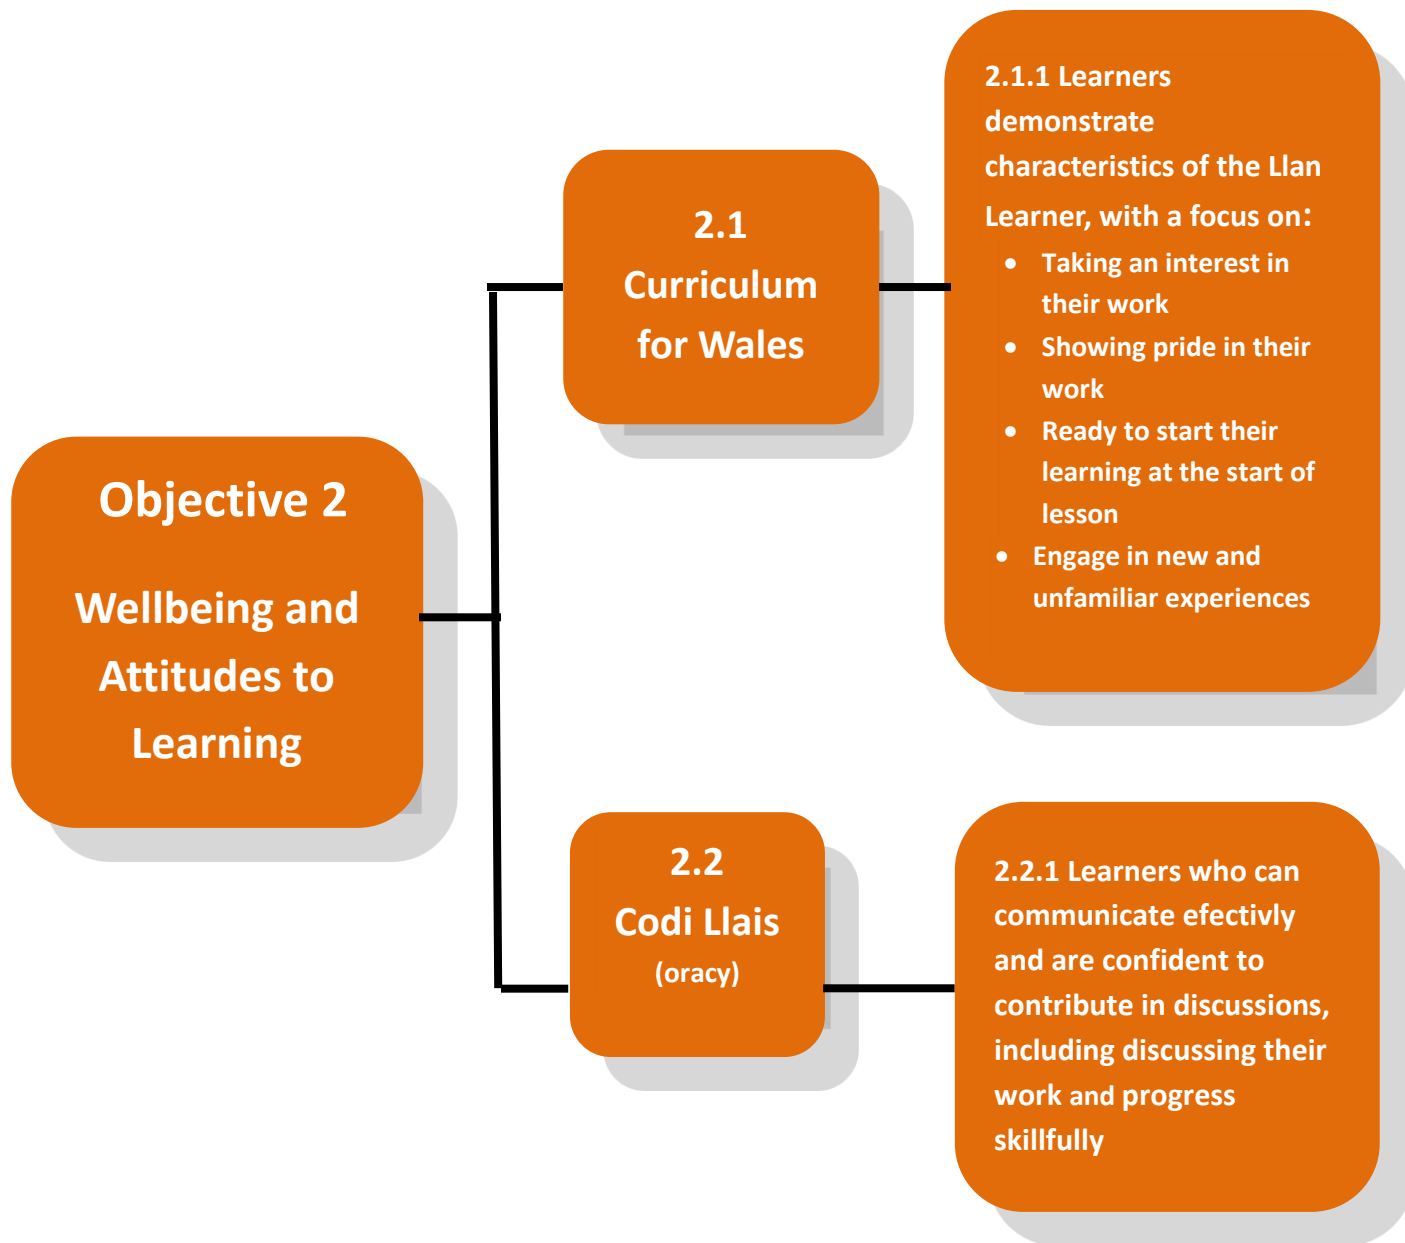 Objective 2
Wellbeing and
Attitudes to
Learning
2.1
Curriculum
for Wales
2.1.1 Learners
demonstrate
characteristics of the Llan
Learner, with a focus on:
• Taking an interest in
their work
• Showing pride in their
work
• Ready to start their
learning at the start of
lesson
• Engage in new and
unfamiliar experiences
2.2
Codi Llais
(oracy)
2.2.1 Learners who can
communicate efectivly
and are confident to
contribute in discussions,
including discussing their
work and progress
skillfully